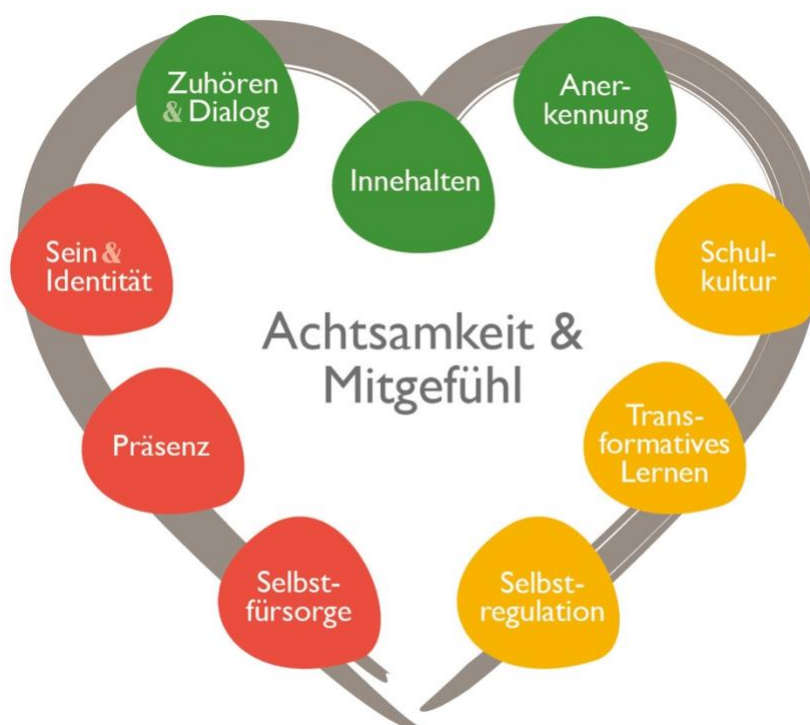 Zuhören
& Dialog
Innehalten
Aner-
kennung
Sein &
Identität
Schul-
kultur
Achtsamkeit &
Mitgefühl
Präsenz
Trans-
formatives
Lernen
Selbst-
fürsorge
Selbst-
regulation